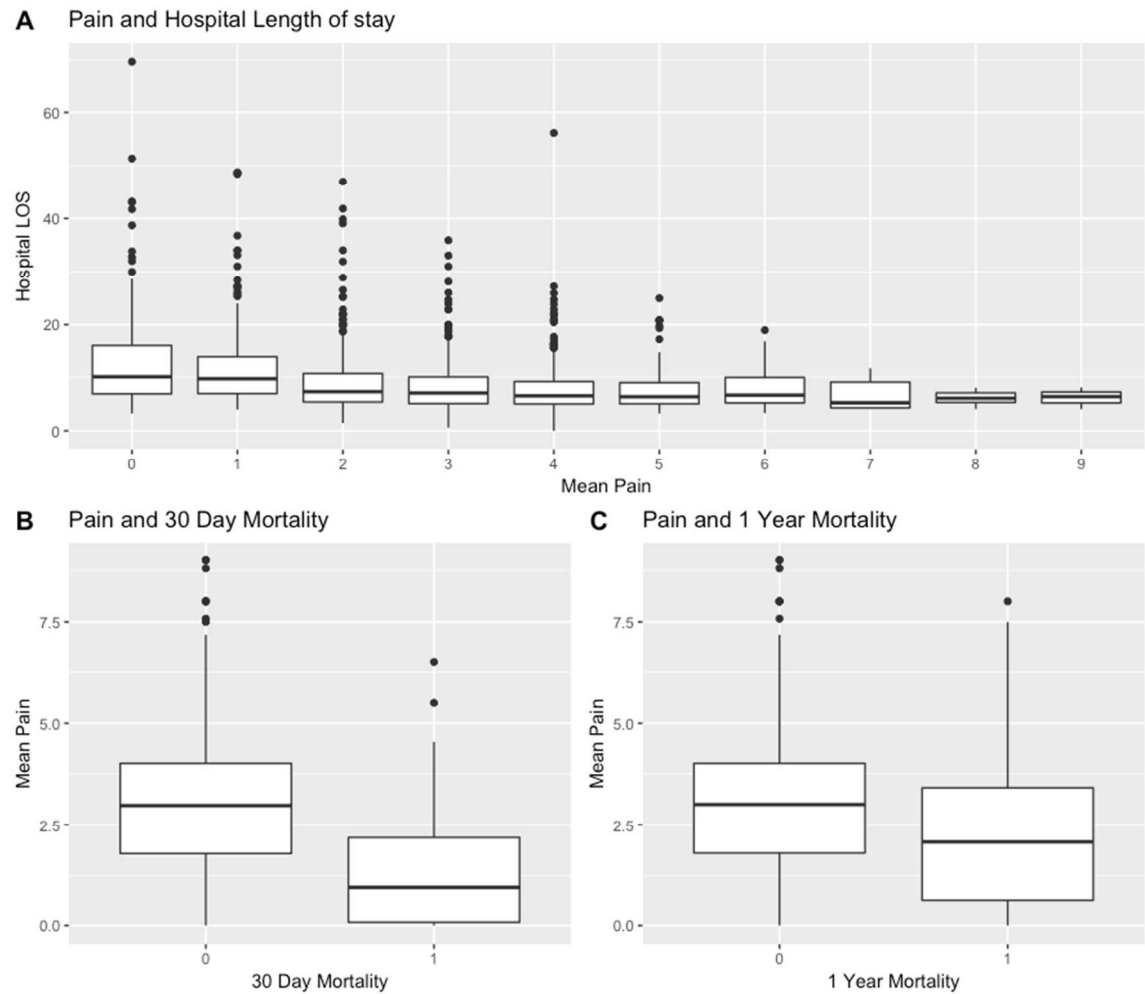 A Pain and Hospital Length of stay
Hospital LOS
60
40
20
0
0 1 2 3 4 5 6 7 8 9
Mean Pain
B Pain and 30 Day Mortality
Mean Pain
7.5
5.0
2.5
0.0
0 1
30 Day Mortality
C Pain and 1 Year Mortality
Mean Pain
7.5
5.0
2.5
0.0
0 1
1 Year Mortality